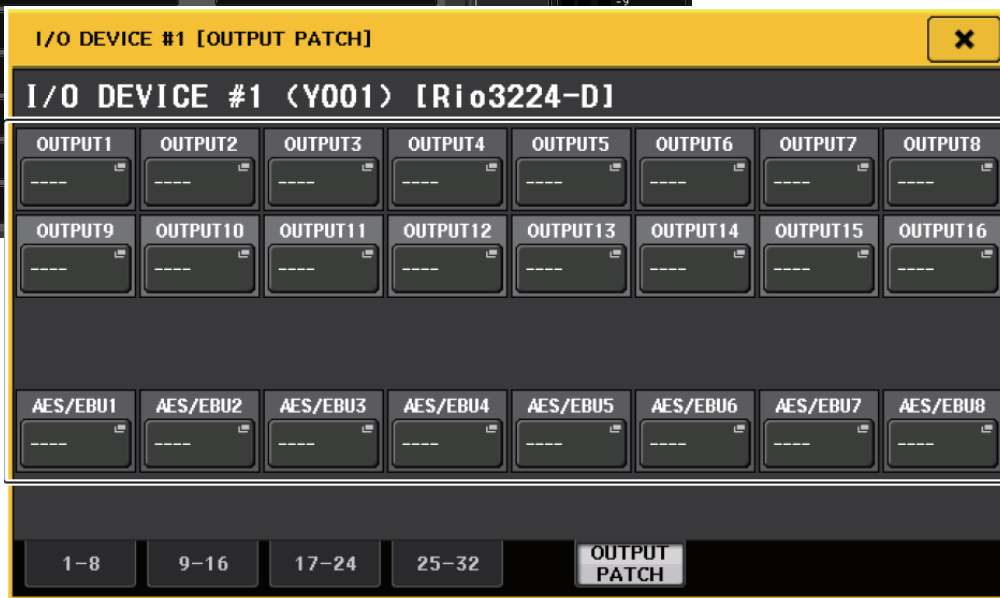 -9
I/O DEVICE #1 [OUTPUT PATCH]
I/O DEVICE #1 (Y001) [Rio3224-D]
OUTPUT1 OUTPUT2 OUTPUT3 OUTPUT4 OUTPUT5 OUTPUT6 OUTPUT7 OUTPUT8
---- ---- ---- ---- ---- ---- ---- ----
OUTPUT9 OUTPUT10 OUTPUT11 OUTPUT12 OUTPUT13 OUTPUT14 OUTPUT15 OUTPUT16
---- ---- ---- ---- ---- ---- ---- ----
AES/EBU1 AES/EBU2 AES/EBU3 AES/EBU4 AES/EBU5 AES/EBU6 AES/EBU7 AES/EBU8
---- ---- ---- ---- ---- ---- ---- ----
1-8 9-16 17-24 25-32 OUTPUT
PATCH